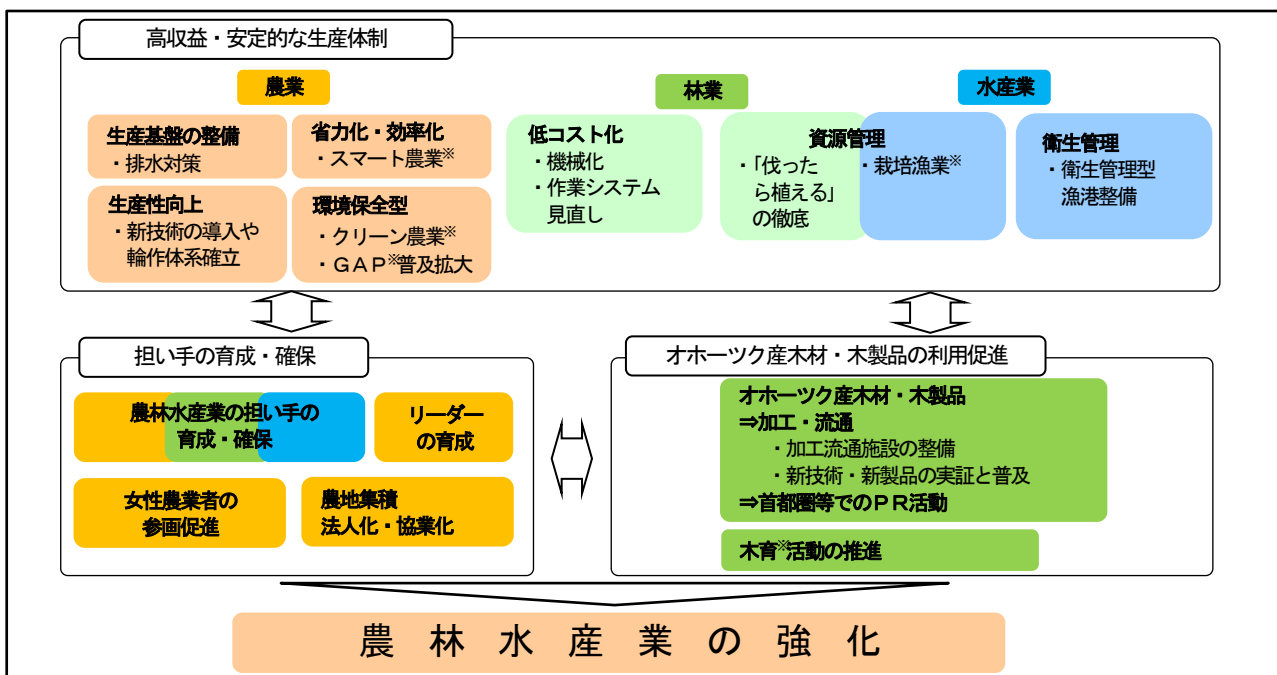 高収益・安定的な生産体制
農業
林業
水産業
生産基盤の整備
・排水対策
省力化・効率化
・スマート農業※
生産性向上
・新技術の導入や
輪作体系確立
環境保全型
・クリーン農業※
・ＧＡＰ※普及拡大
低コスト化
・機械化
・作業システム
見直し
資源管理
・「伐った
ら植える」
の徹底
・栽培漁業※
衛生管理
・衛生管理型
漁港整備
担い手の育成・確保
農林水産業の担い手の
育成・確保
リーダー
の育成
女性農業者の
参画促進
農地集積
法人化・協業化
オホーツク産木材・木製品の利用促進
オホーツク産木材・木製品
⇒加工・流通
・加工流通施設の整備
・新技術・新製品の実証と普及
⇒首都圏等でのＰＲ活動
木育※活動の推進
農林水産業の強化